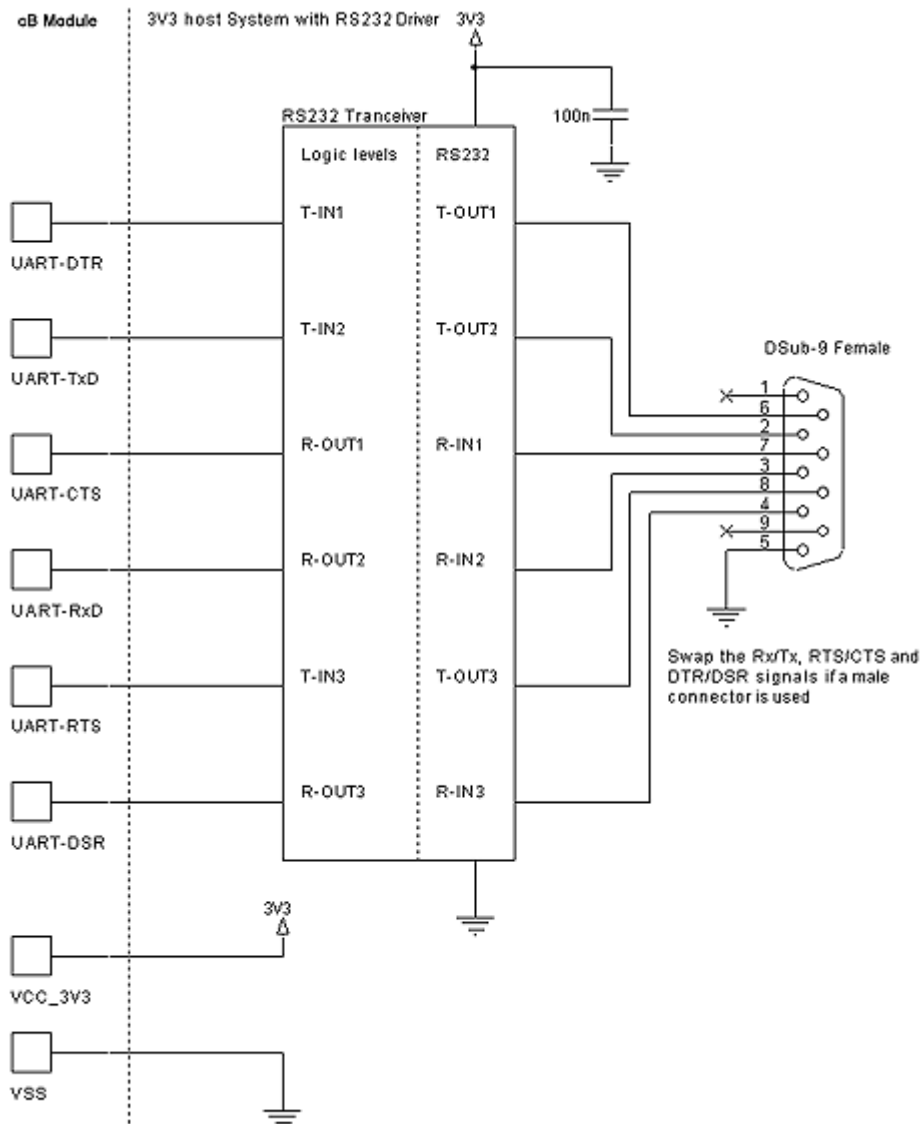 cB Module
3V3 host System with RS232 Driver
3V3
100n
RS232 Tranceiver
Logic levels
RS232
T-IN1
T-OUT1
UART-DTR
T-IN2
T-OUT2
UART-TxD
DSub-9 Female
1
6
2
7
3
8
4
9
5
R-OUT1
R-IN1
UART-CTS
R-OUT2
R-IN2
UART-RxD
Swap the Rx/Tx, RTS/CTS and
DTR/DSR signals if a male
connector is used
T-IN3
T-OUT3
UART-RTS
R-OUT3
R-IN3
UART-DSR
3V3
VCC_3V3
VSS